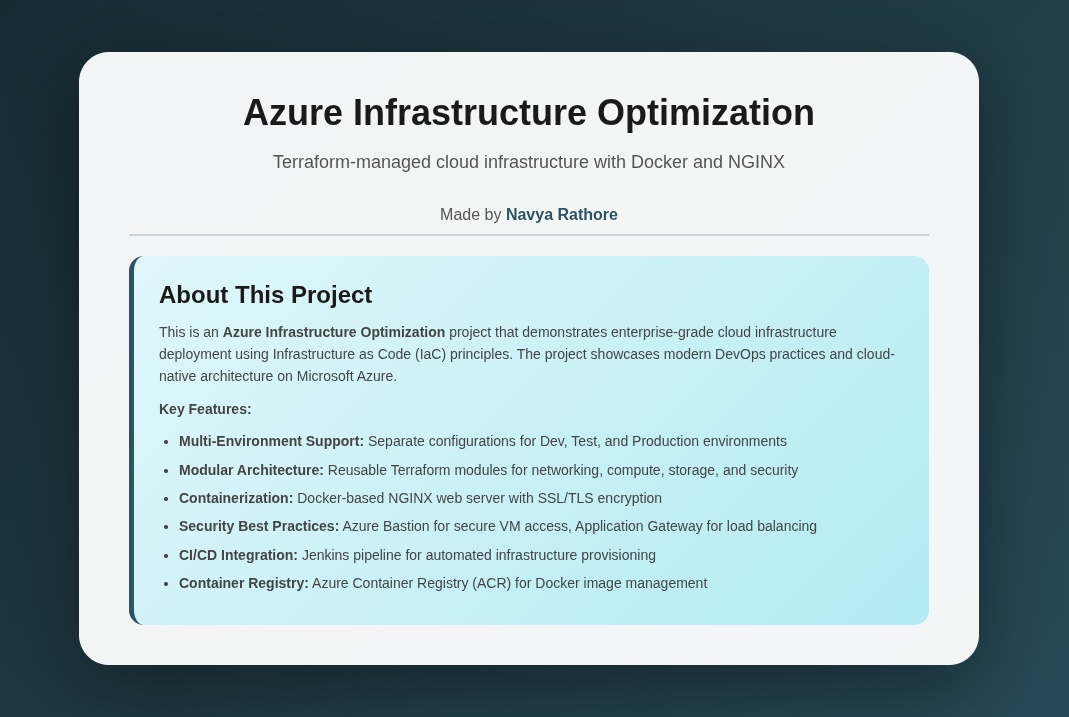 Azure Infrastructure Optimization
Terraform-managed cloud infrastructure with Docker and NGINX
Made by Navya Rathore
About This Project
This is an Azure Infrastructure Optimization project that demonstrates enterprise-grade cloud infrastructure
deployment using Infrastructure as Code (IaC) principles. The project showcases modern DevOps practices and cloud-
native architecture on Microsoft Azure.
Key Features:
• Multi-Environment Support: Separate configurations for Dev, Test, and Production environments
• Modular Architecture: Reusable Terraform modules for networking, compute, storage, and security
• Containerization: Docker-based NGINX web server with SSL/TLS encryption
• Security Best Practices: Azure Bastion for secure VM access, Application Gateway for load balancing
• CI/CD Integration: Jenkins pipeline for automated infrastructure provisioning
• Container Registry: Azure Container Registry (ACR) for Docker image management